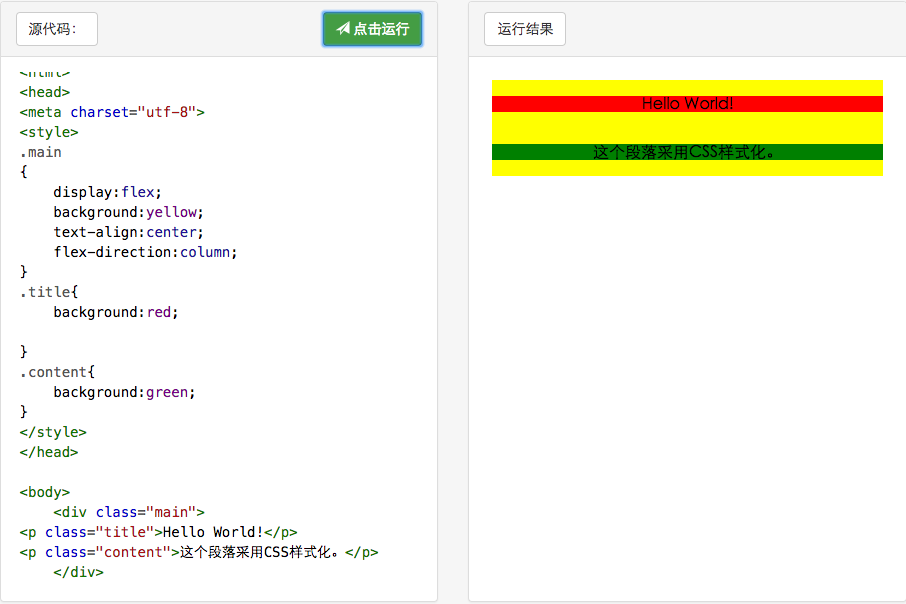 源代码：
点击运行
<html>
<head>
<meta charset="utf-8">
<style>
.main
{
    display:flex;
    background:yellow;
    text-align:center;
    flex-direction:column;
}
.title{
    background:red;

}
.content{
    background:green;
}
</style>
</head>

<body>
    <div class="main">
<p class="title">Hello World!</p>
<p class="content">这个段落采用CSS样式化。</p>
    </div>
运行结果
Hello World!
这个段落采用CSS样式化。